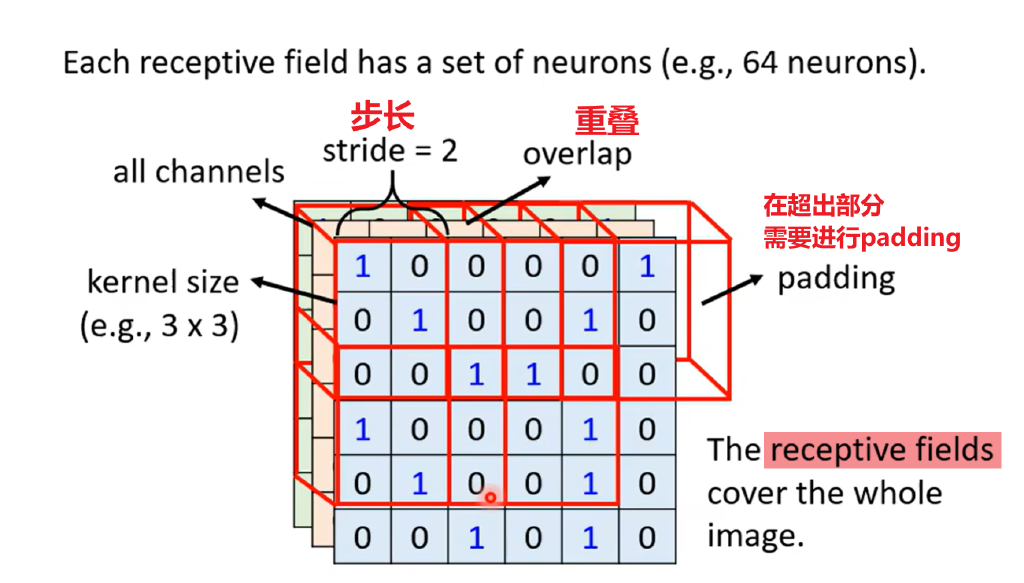 Each receptive field has a set of neurons (e.g., 64 neurons).
步长
重叠
stride = 2
overlap
all channels
在超出部分
需要进行padding
padding
kernel size
(e.g., 3 x 3)
1 0 0 0 0 1
0 1 0 0 1 0
0 0 1 1 0 0
1 0 0 0 1 0
0 1 0 0 1 0
0 0 1 0 1 0
The receptive fields
cover the whole
image.